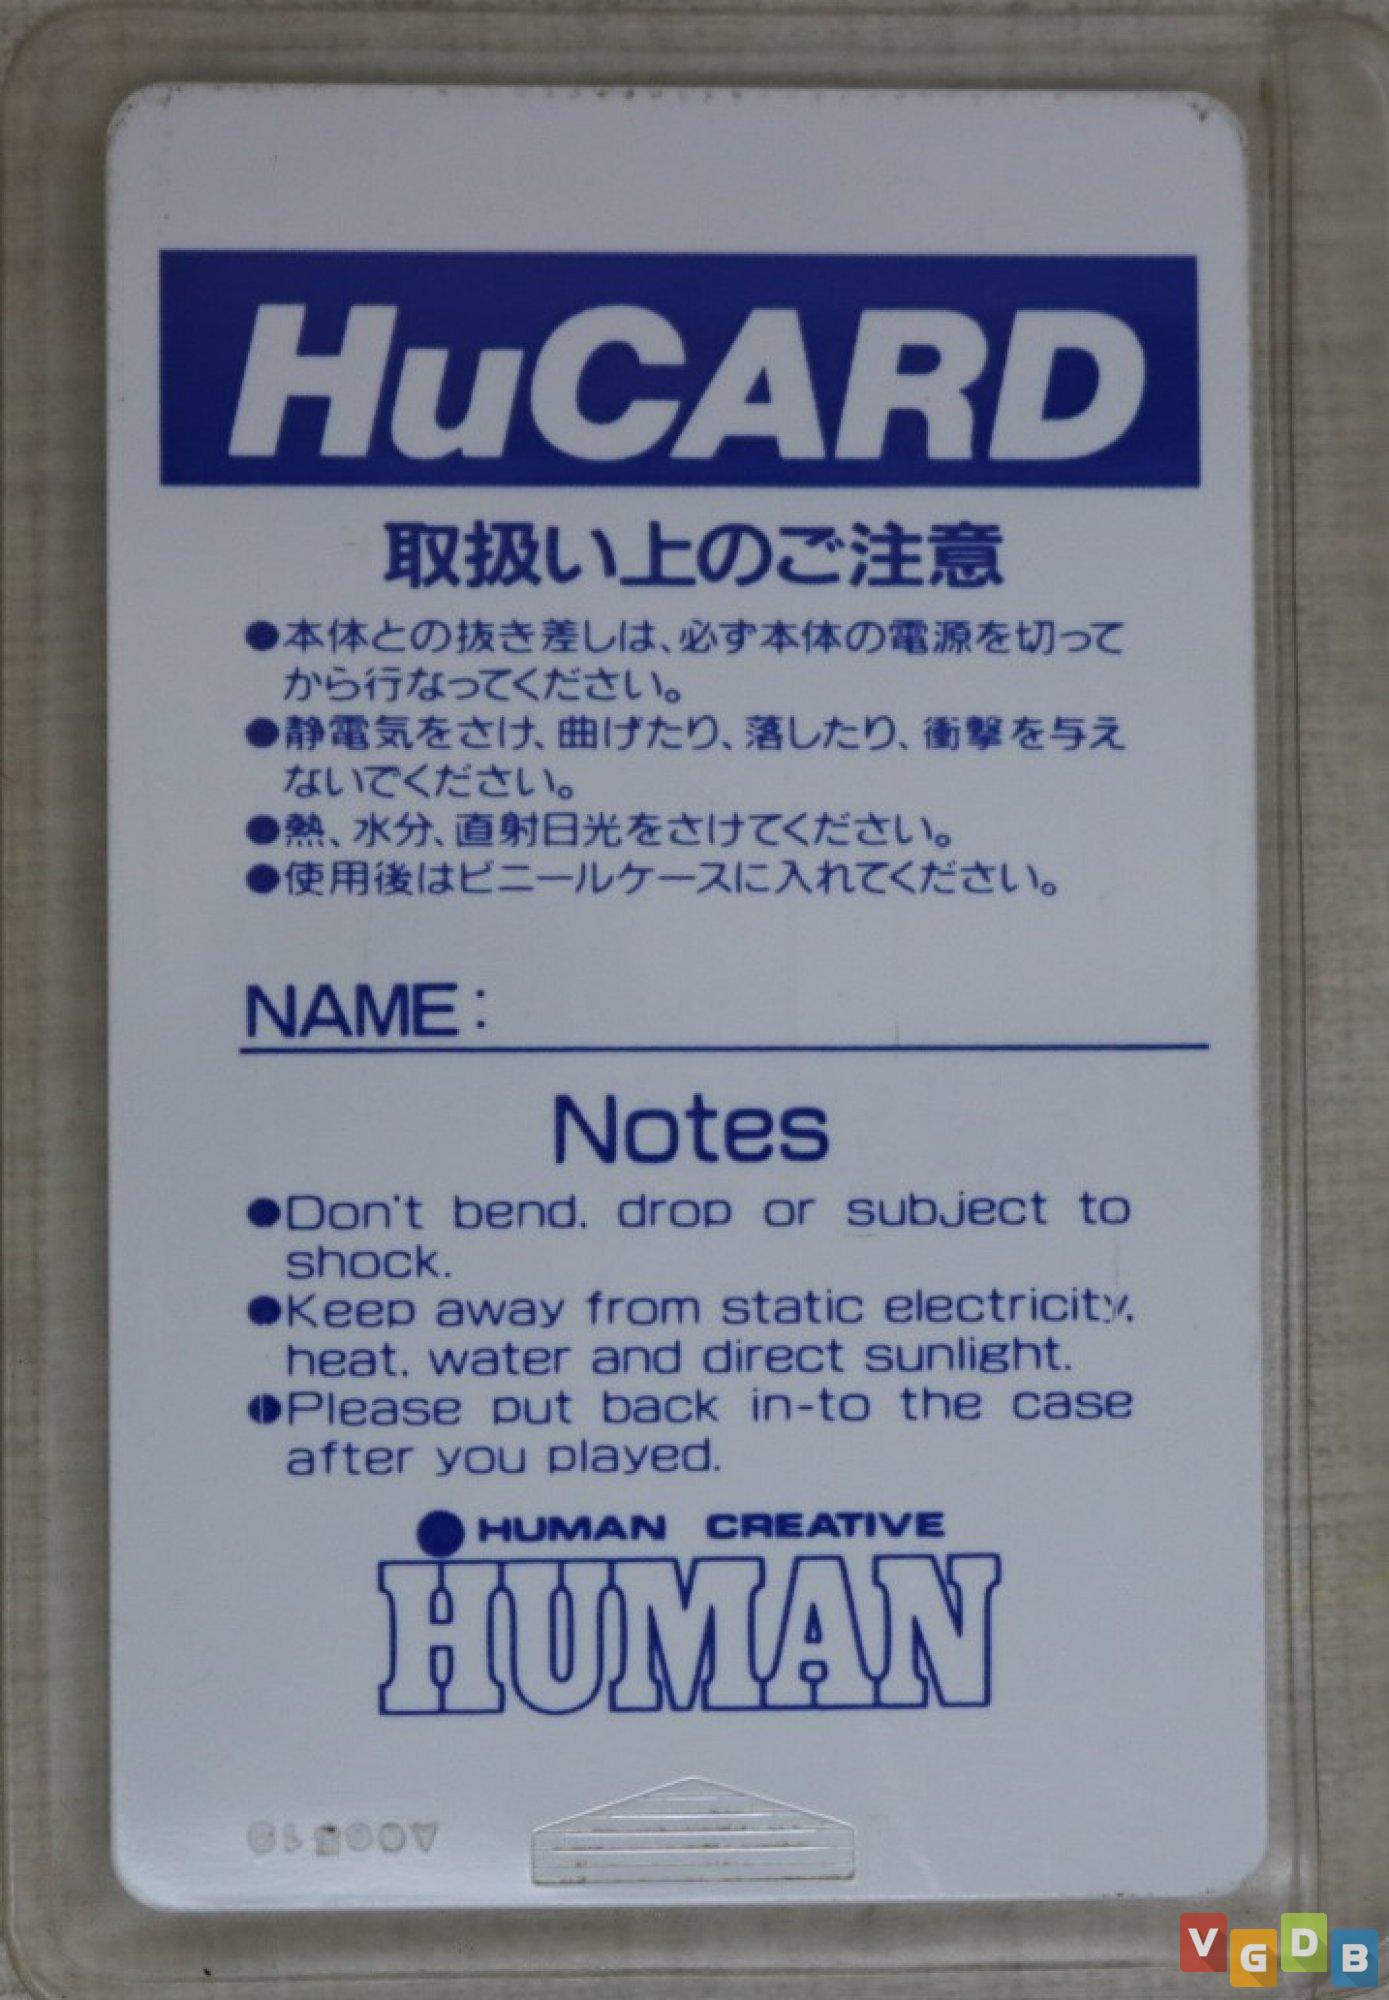 HuCARD
取扱い上のご注意
●本体との抜き差しは、必ず本体の電源を切って
から行なってください。
●静電気をさけ、曲げたり、落したり、衝撃を与え
ないでください。
●熱、水分、直射日光をさけてください。
●使用後はビニールケースに入れてください。
NAME:
Notes
●Don't bend, drop or subject to
shock.
●Keep away from static electricity,
heat, water and direct sunlight.
●Please put back in-to the case
after you played.
HUMAN CREATIVE
HUMAN
VGDB